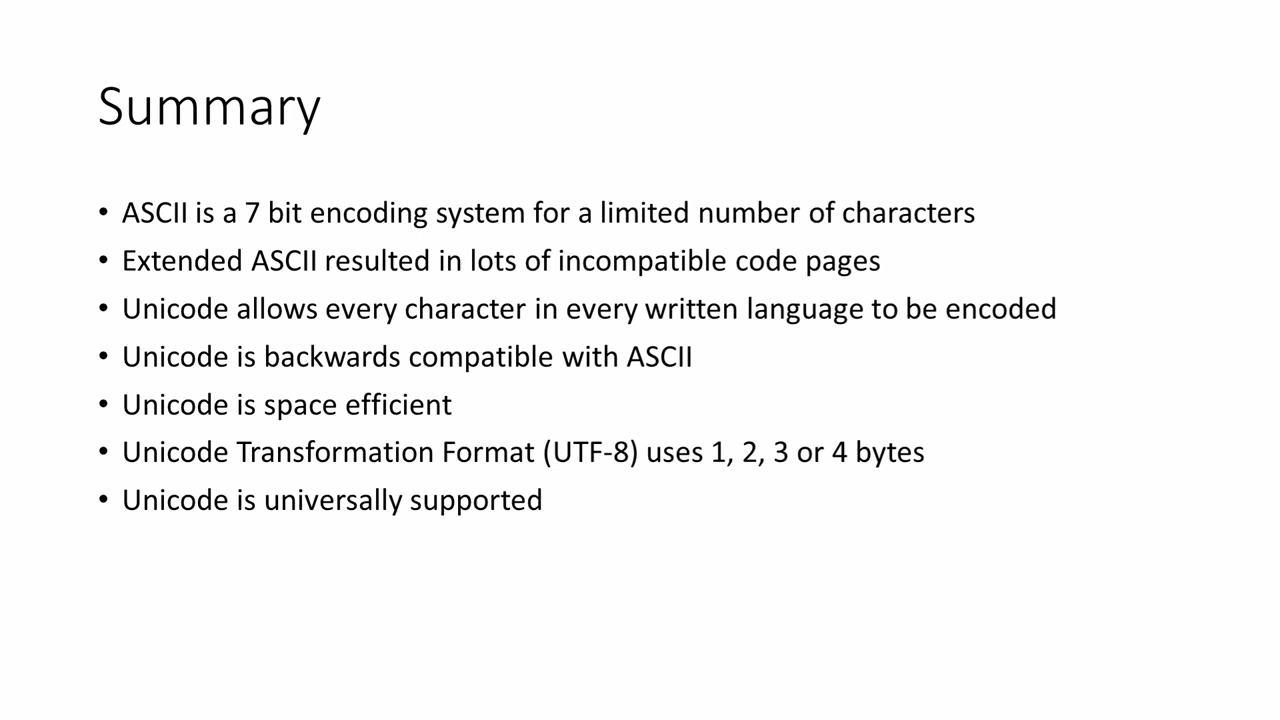 Summary
• ASCII is a 7 bit encoding system for a limited number of characters
• Extended ASCII resulted in lots of incompatible code pages
• Unicode allows every character in every written language to be encoded
• Unicode is backwards compatible with ASCII
• Unicode is space efficient
• Unicode Transformation Format (UTF-8) uses 1, 2, 3 or 4 bytes
• Unicode is universally supported